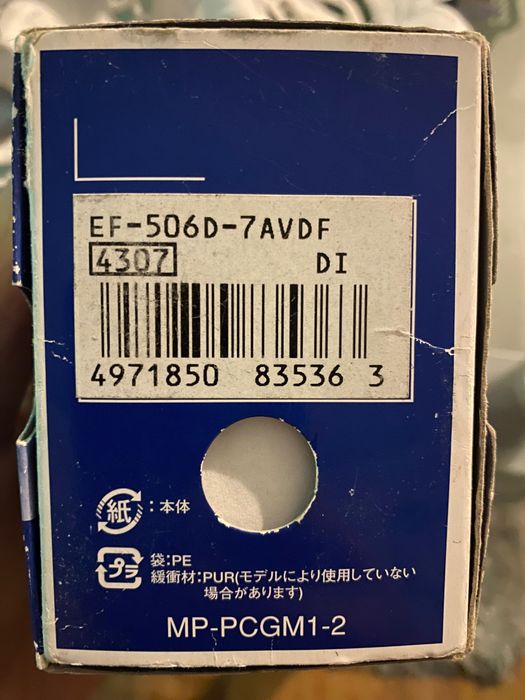 EF-506D-7AVDF
4307 DI
4971850 83536 3
紙 :本体
プラ 袋:PE
緩衝材:PUR(モデルにより使用していない
場合があります)
MP-PCGM1-2